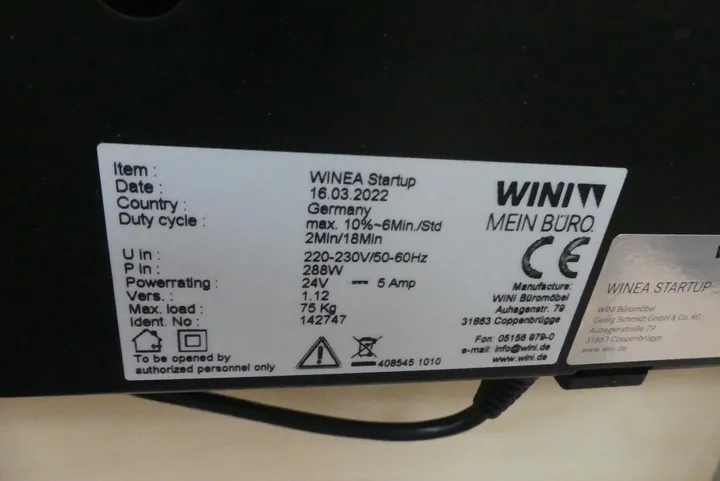 Item : WINEA Startup
Date : 16.03.2022
Country : Germany
Duty cycle : max. 10%~6Min./Std
2Min/18Min
U in : 220-230V/50-60Hz
P in : 288W
Powerrating : 24V 5 Amp
Vers. : 1.12
Max. load : 75 Kg
Ident. No : 142747
To be opened by
authorized personnel only
408545 1010
WINI
MEIN BÜRO.
CE
Manufacture:
WINI Büromöbel
Auhagenstr. 79
31863 Coppenbrügge
Fon: 05156 979-0
e-mail: info@wini.de
www.wini.de
WINEA STARTUP
WINI Büromöbel
Georg Schmidt GmbH & Co. KG
Auhagenstraße 79
31863 Coppenbrügge
www.wini.de